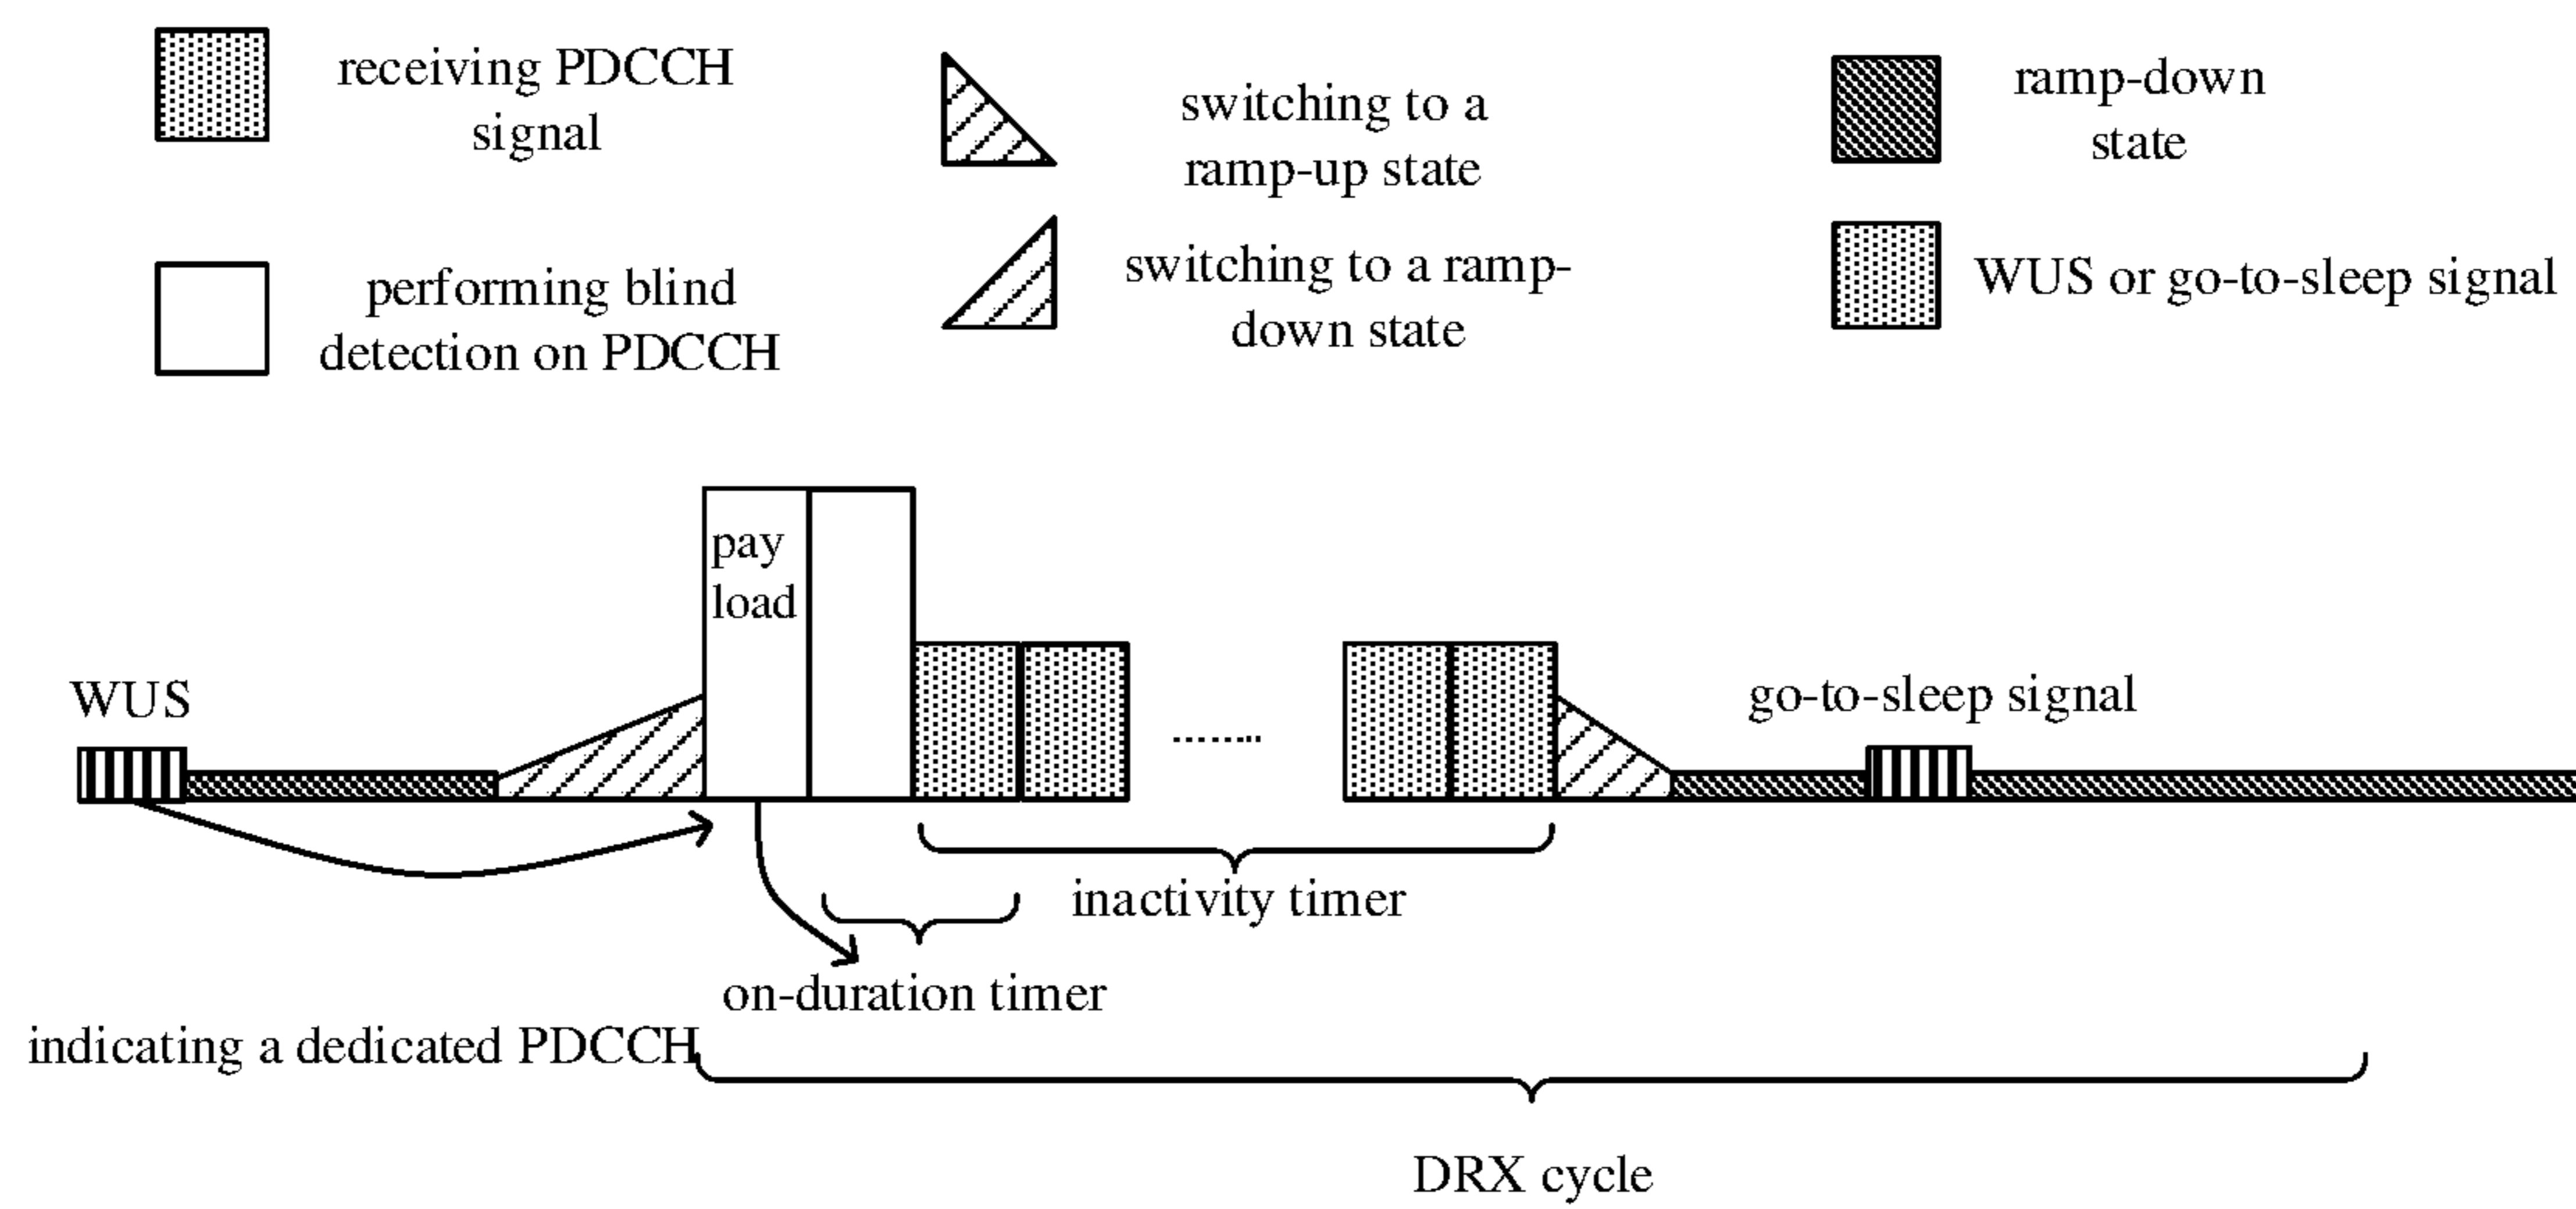 receiving PDCCH
signal
switching to a
ramp-up state
ramp-down
state
performing blind
detection on PDCCH
switching to a ramp-
down state
WUS or go-to-sleep signal
pay
load
WUS
go-to-sleep signal
........
inactivity timer
on-duration timer
indicating a dedicated PDCCH
DRX cycle